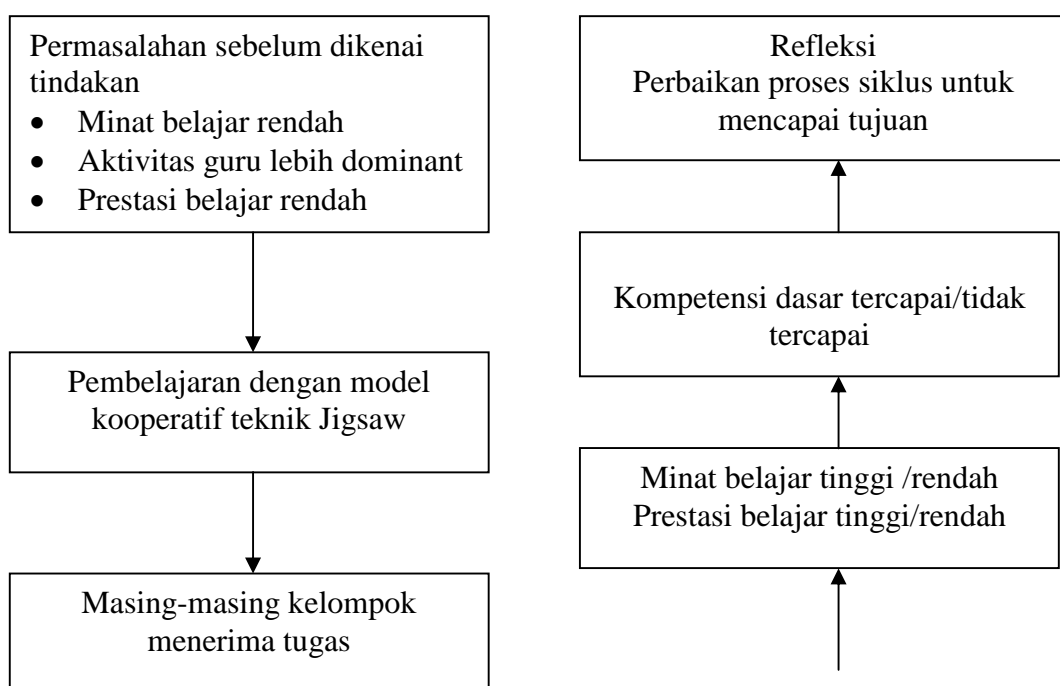 Permasalahan sebelum dikenai
tindakan
• Minat belajar rendah
• Aktivitas guru lebih dominant
• Prestasi belajar rendah
Pembelajaran dengan model
kooperatif teknik Jigsaw
Masing-masing kelompok
menerima tugas
Refleksi
Perbaikan proses siklus untuk
mencapai tujuan
Kompetensi dasar tercapai/tidak
tercapai
Minat belajar tinggi /rendah
Prestasi belajar tinggi/rendah